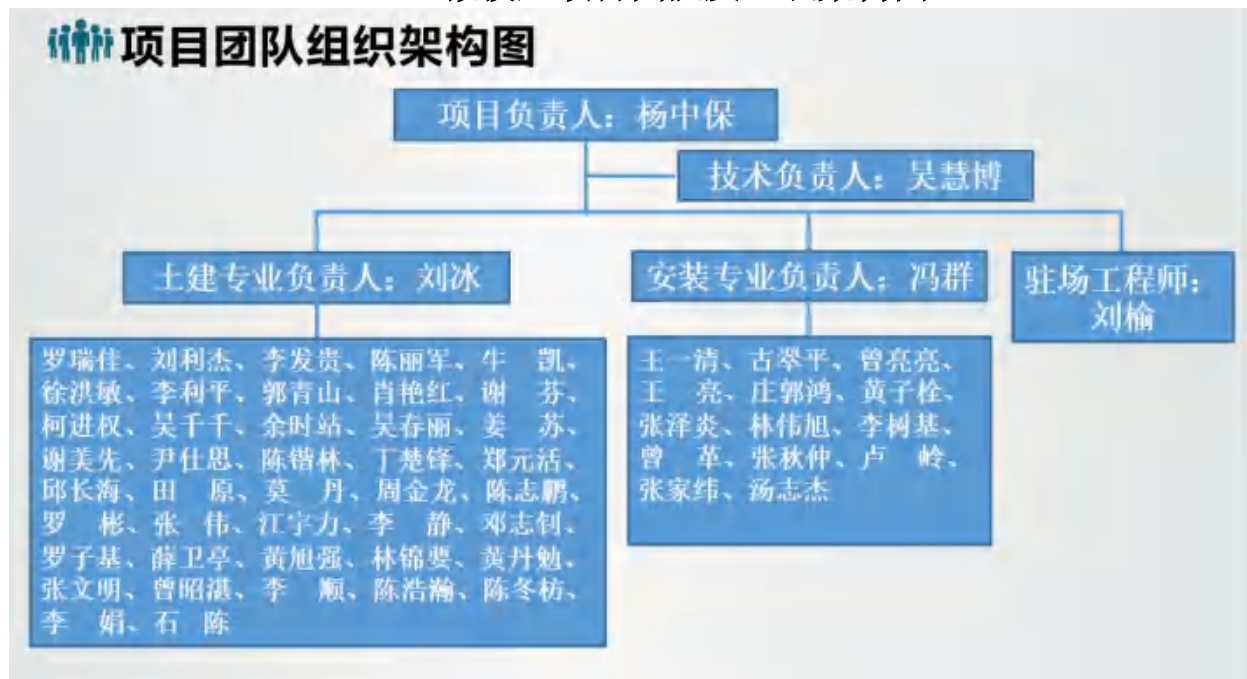 项目团队组织架构图
项目负责人：杨中保
技术负责人：吴慧博
土建专业负责人：刘冰
安装专业负责人：冯群
驻场工程师：
刘榆
罗瑞佳、刘利杰、李发贵、陈丽军、牛　凯、
徐洪敏、李利平、郭青山、肖艳红、谢　芬、
柯进权、吴千千、余时站、吴春丽、姜　苏、
谢美先、尹仕思、陈锴林、丁楚锋、郑元活、
邱长海、田　原、莫　丹、周金龙、陈志鹏、
罗　彬、张　伟、江宇力、李　静、邓志钊、
罗子基、薛卫亭、黄旭强、林锦要、黄丹勉、
张文明、曾昭湛、李　顺、陈浩瀚、陈冬枋、
李　娟、石　陈
王一清、古翠平、曾亮亮、
王　亮、庄郭鸿、黄子栓、
张泽炎、林伟旭、李树基、
曾　革、张秋仲、卢　岭、
张家纬、汤志杰